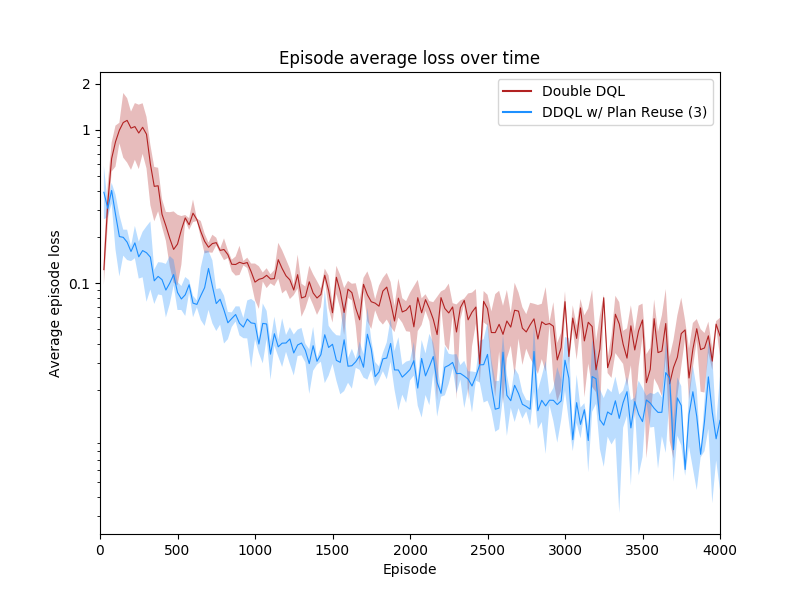 Episode average loss over time
Double DQL
DDQL w/ Plan Reuse (3)
2
1
0.1
Average episode loss
0
500
1000
1500
2000
2500
3000
3500
4000
Episode